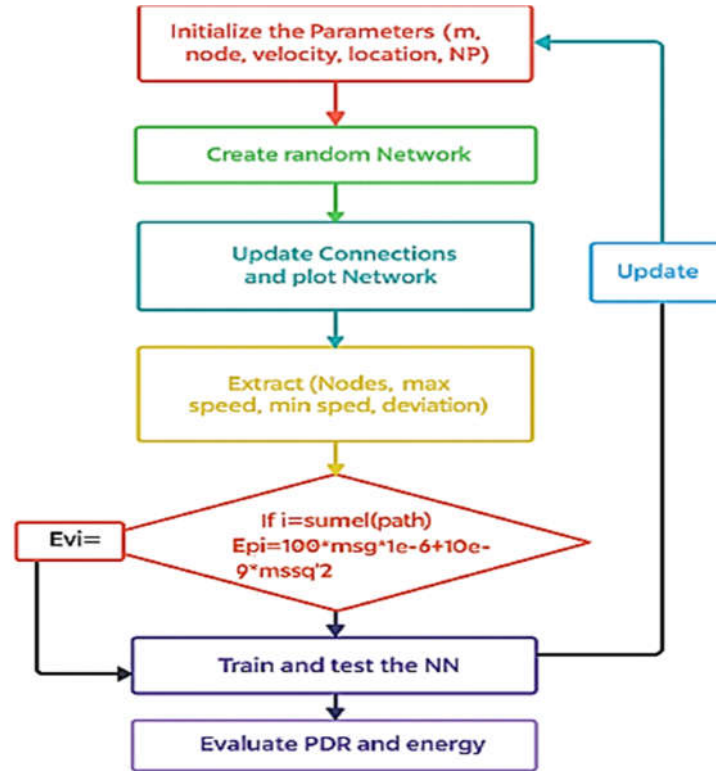 Initialize the Parameters (m,
node, velocity, location, NP)
Create random Network
Update Connections
and plot Network
Update
Extract (Nodes, max
speed, min sped, deviation)
Evi=
If i=sumel(path)
Epi=100*msg*1e-6+10e-
9*mssq'2
Train and test the NN
Evaluate PDR and energy